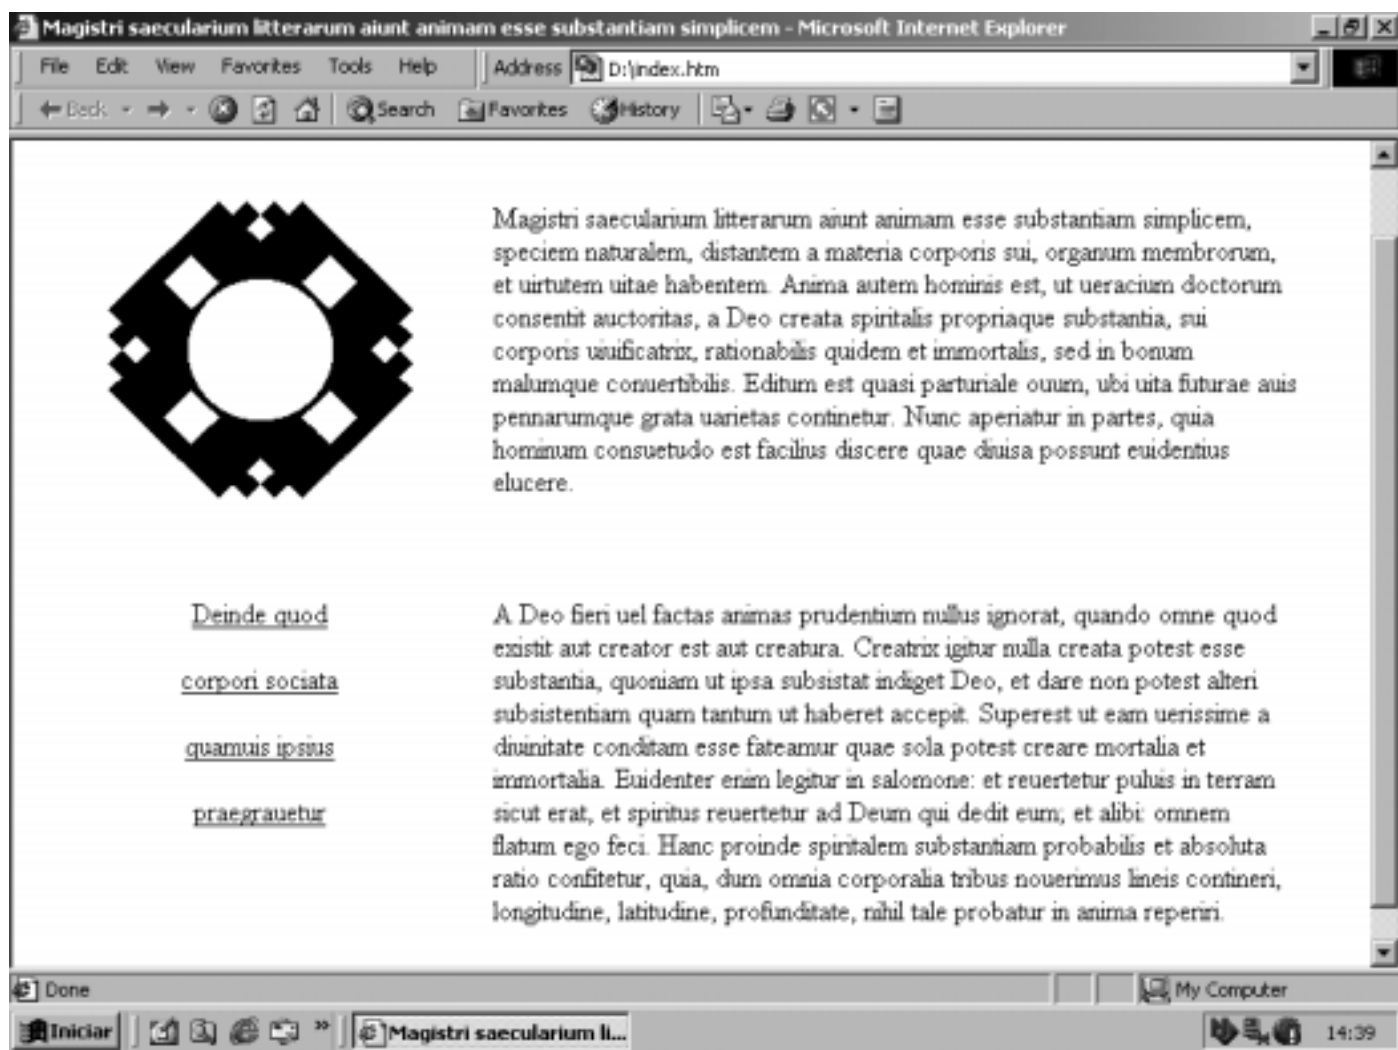 Magistri saecularium litterarum aiunt animam esse substantiam simplicem - Microsoft Internet Explorer
File Edit View Favorites Tools Help Address D:\index.htm
Back Search Favorites History
Magistri saecularium litterarum aiunt animam esse substantiam simplicem,
speciem naturalem, distantem a materia corporis sui, organum membrorum,
et uirtutem uitae habentem. Anima autem hominis est, ut ueracium doctorum
consentit auctoritas, a Deo creata spiritalis propriaque substantia, sui
corporis uiuificatrix, rationabilis quidem et immortalis, sed in bonum
malumque conuertibilis. Editum est quasi parturiale ouum, ubi uita futurae auis
pennarumque grata uarietas continetur. Nunc aperiatur in partes, quia
hominum consuetudo est facilius discere quae diuisa possunt euidentius
elucere.
Deinde quod
corpori sociata
quamuis ipsius
praegrauetur
A Deo fieri uel factas animas prudentium nullus ignorat, quando omne quod
existit aut creator est aut creatura. Creatrix igitur nulla creata potest esse
substantia, quoniam ut ipsa subsistat indiget Deo, et dare non potest alteri
subsistentiam quam tantum ut haberet accepit. Superest ut eam uerissime a
diuinitate conditam esse fateamur quae sola potest creare mortalia et
immortalia. Euidenter enim legitur in salomone: et reuertetur puluis in terram
sicut erat, et spiritus reuertetur ad Deum qui dedit eum; et alibi: omnem
flatum ego feci. Hanc proinde spiritalem substantiam probabilis et absoluta
ratio confitetur, quia, dum omnia corporalia tribus nouerimus lineis contineri,
longitudine, latitudine, profunditate, nihil tale probatur in anima reperiri.
Done My Computer
Iniciar » Magistri saecularium li... 14:39